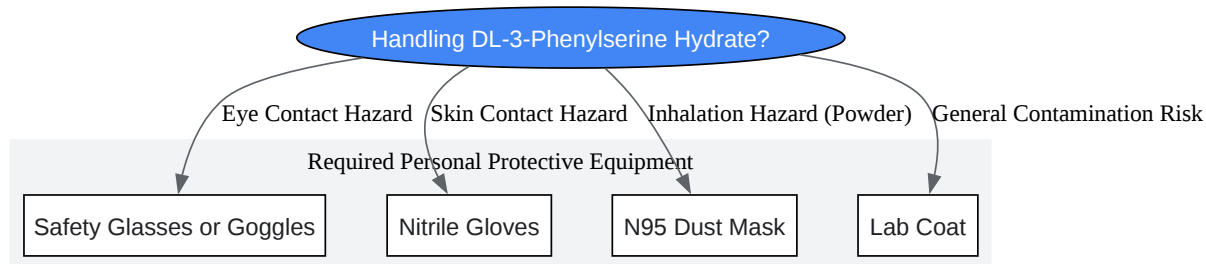 Handling DL-3-Phenylserine Hydrate?
Eye Contact Hazard
Skin Contact Hazard
Inhalation Hazard (Powder)
General Contamination Risk
Required Personal Protective Equipment
Safety Glasses or Goggles
Nitrile Gloves
N95 Dust Mask
Lab Coat